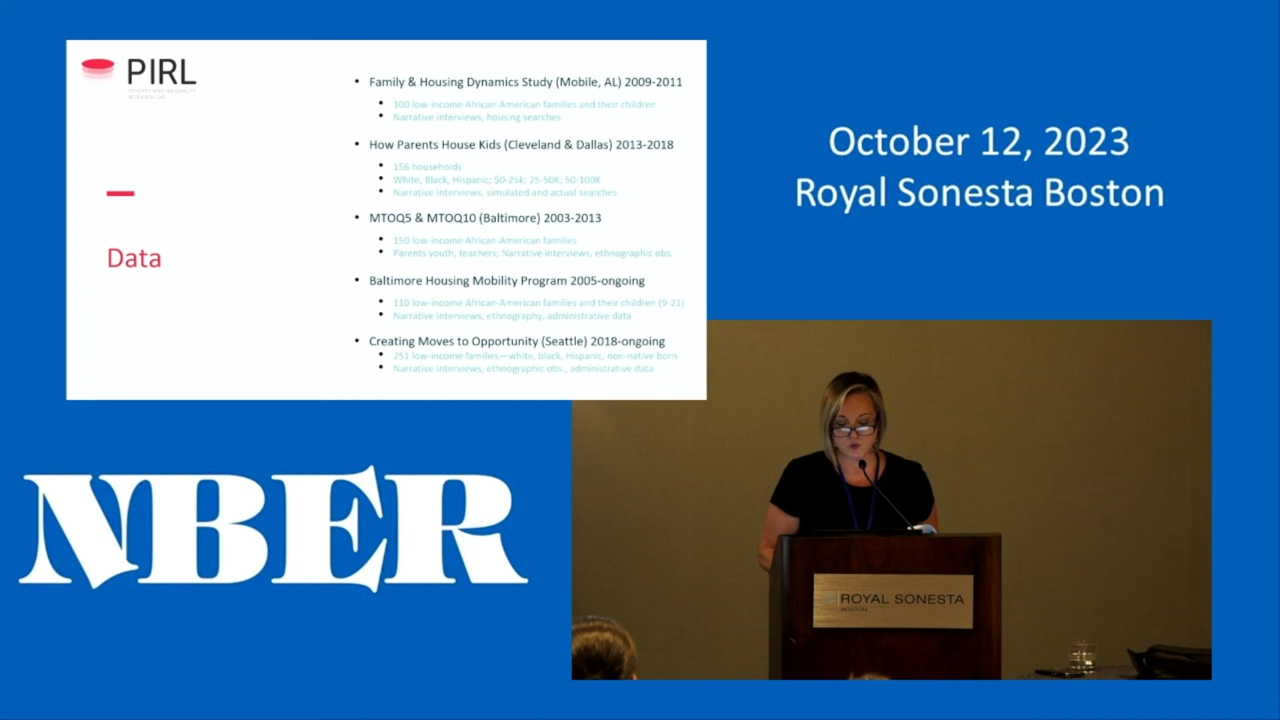 PIRL
POVERTY AND INEQUALITY
RESEARCH LAB
Data
• Family & Housing Dynamics Study (Mobile, AL) 2009-2011
• 100 low-income African-American families and their children
• Narrative interviews, housing searches
• How Parents House Kids (Cleveland & Dallas) 2013-2018
• 156 households
• White, Black, Hispanic; $0-25k; 25-50K; 50-100K
• Narrative interviews, simulated and actual searches
• MTOQ5 & MTOQ10 (Baltimore) 2003-2013
• 150 low-income African-American families
• Parents youth, teachers; Narrative interviews, ethnographic obs.
• Baltimore Housing Mobility Program 2005-ongoing
• 110 low-income African-American families and their children (9-21)
• Narrative interviews, ethnography, administrative data
• Creating Moves to Opportunity (Seattle) 2018-ongoing
• 251 low-income families—white, black, Hispanic, non-native born
• Narrative interviews, ethnographic obs., administrative data
October 12, 2023
Royal Sonesta Boston
NBER
ROYAL SONESTA
BOSTON